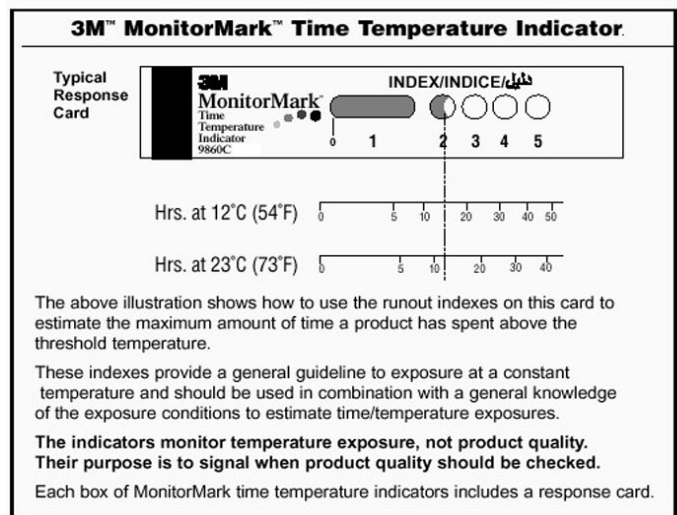 3M™ MonitorMark™ Time Temperature Indicator.
Typical
Response
Card
3M
MonitorMark™
Time
Temperature
Indicator
9860C
INDEX/INDICE/دليل
0 1 2 3 4 5
Hrs. at 12°C (54°F) 0 5 10 20 30 40 50
Hrs. at 23°C (73°F) 0 5 10 20 30 40
The above illustration shows how to use the runout indexes on this card to
estimate the maximum amount of time a product has spent above the
threshold temperature.
These indexes provide a general guideline to exposure at a constant
temperature and should be used in combination with a general knowledge
of the exposure conditions to estimate time/temperature exposures.
The indicators monitor temperature exposure, not product quality.
Their purpose is to signal when product quality should be checked.
Each box of MonitorMark time temperature indicators includes a response card.